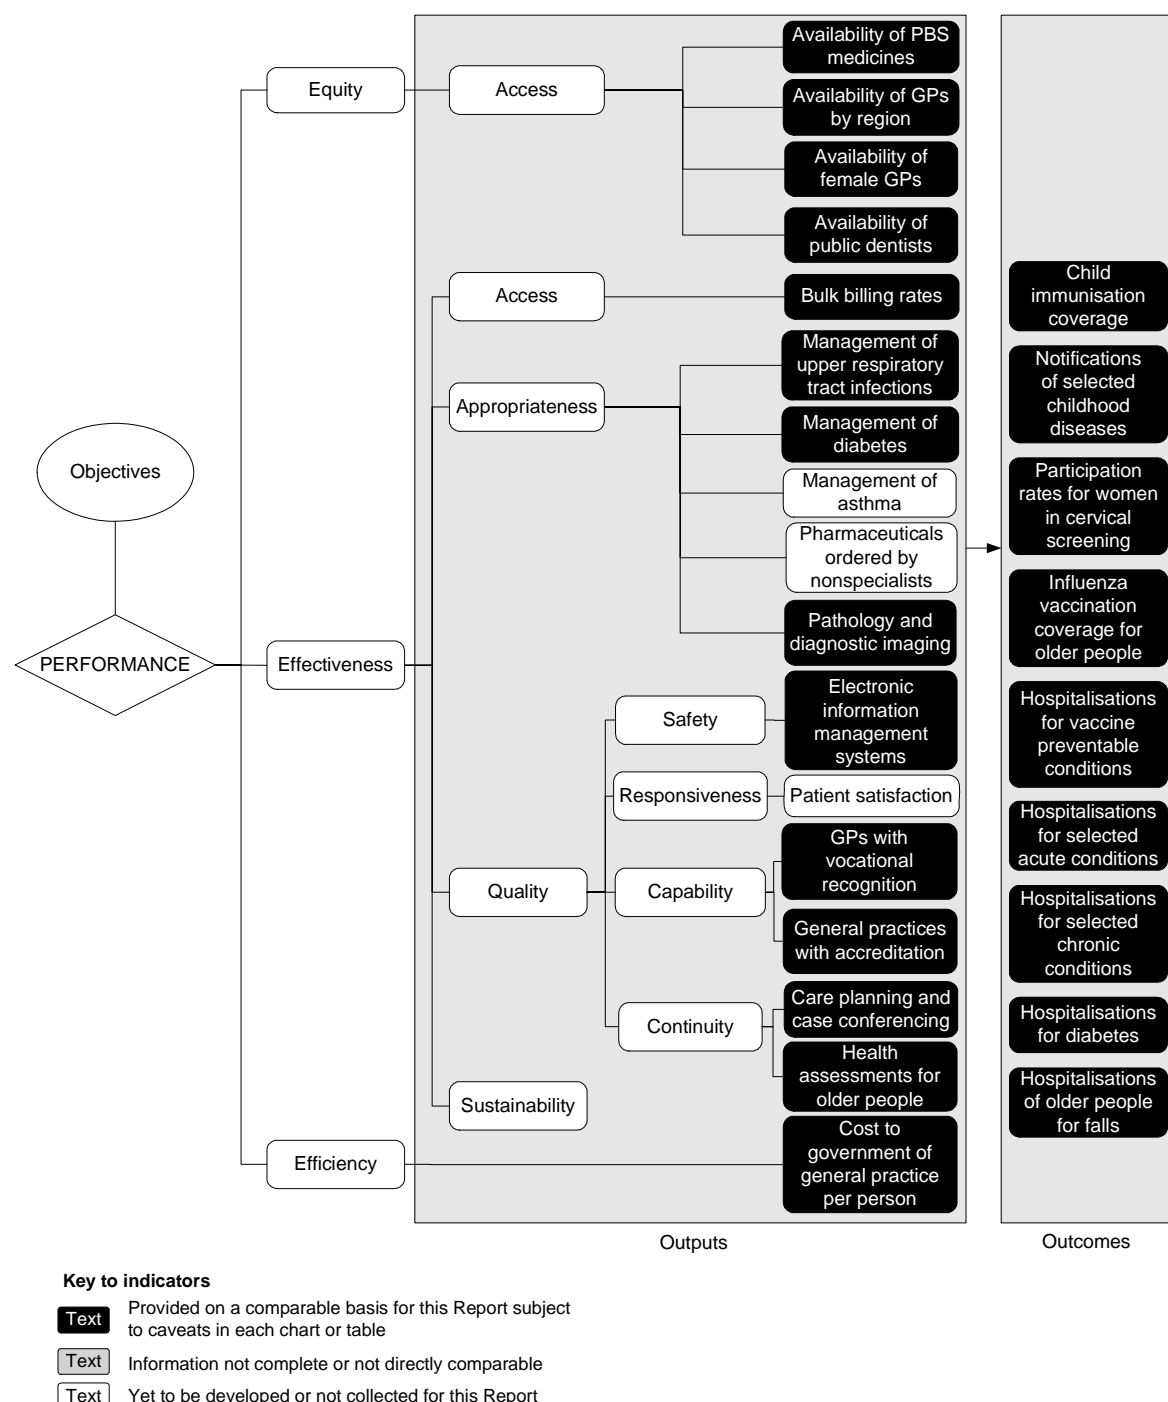 Objectives
PERFORMANCE
Equity
Effectiveness
Efficiency
Access
Access
Appropriateness
Quality
Sustainability
Safety
Responsiveness
Capability
Continuity
Availability of PBS
medicines
Availability of GPs
by region
Availability of
female GPs
Availability of
public dentists
Bulk billing rates
Management of
upper respiratory
tract infections
Management of
diabetes
Management of
asthma
Pharmaceuticals
ordered by
nonspecialists
Pathology and
diagnostic imaging
Electronic
information
management
systems
Patient satisfaction
GPs with
vocational
recognition
General practices
with accreditation
Care planning and
case conferencing
Health
assessments for
older people
Cost to
government of
general practice
per person
Outputs
Child
immunisation
coverage
Notifications
of selected
childhood
diseases
Participation
rates for women
in cervical
screening
Influenza
vaccination
coverage for
older people
Hospitalisations
for vaccine
preventable
conditions
Hospitalisations
for selected
acute conditions
Hospitalisations
for selected
chronic
conditions
Hospitalisations
for diabetes
Hospitalisations
of older people
for falls
Outcomes
Key to indicators
Text Provided on a comparable basis for this Report subject
to caveats in each chart or table
Text Information not complete or not directly comparable
Text Yet to be developed or not collected for this Report